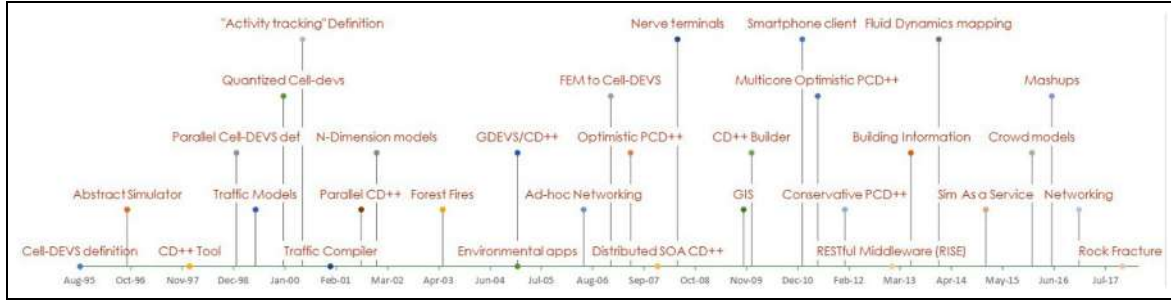 "Activity tracking" Definition Nerve terminals Smartphone client Fluid Dynamics mapping
Quantized Cell-devs FEM to Cell-DEVS Multicore Optimistic PCD++ Mashups
Parallel Cell-DEVS def N-Dimension models GDEVS/CD++ Optimistic PCD++ CD++ Builder Building Information Crowd models
Abstract Simulator Traffic Models Parallel CD++ Forest Fires Ad-hoc Networking GIS Conservative PCD++ Sim As a Service Networking
Cell-DEVS definition CD++ Tool Traffic Compiler Environmental apps Distributed SOA CD++ RESTful Middleware (RISE) Rock Fracture
Aug-95 Oct-96 Nov-97 Dec-98 Jan-00 Feb-01 Mar-02 Apr-03 Jun-04 Jul-05 Aug-06 Sep-07 Oct-08 Nov-09 Dec-10 Feb-12 Mar-13 Apr-14 May-15 Jun-16 Jul-17